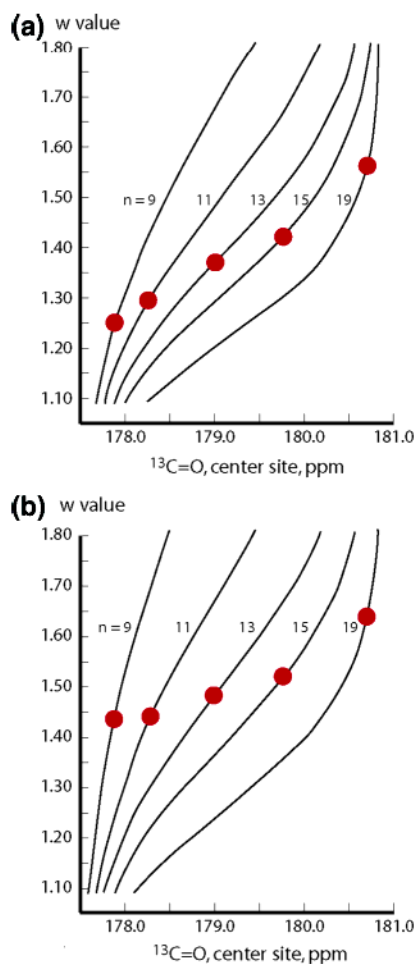 (a) w value
1.80
1.70
1.60
1.50
n = 9 11 13 15 19
1.40
1.30
1.20
1.10
178.0 179.0 180.0 181.0
¹³C=O, center site, ppm
(b) w value
1.80
1.70
n = 9 11 13 15 19
1.60
1.50
1.40
1.30
1.20
1.10
178.0 179.0 180.0 181.0
¹³C=O, center site, ppm